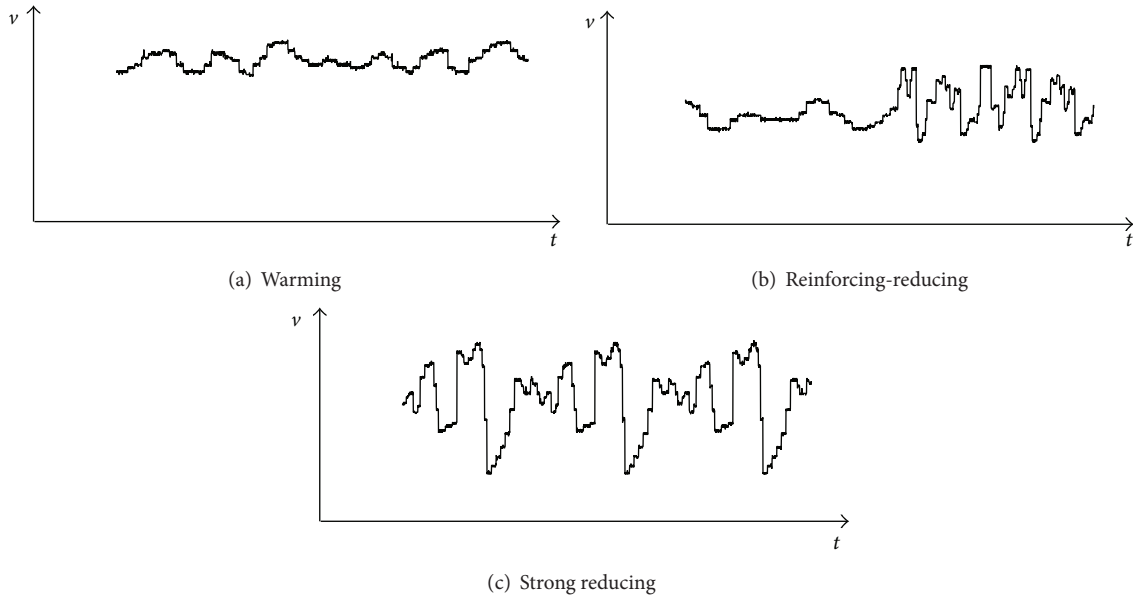 v
t
(a) Warming
v
t
(b) Reinforcing-reducing
v
t
(c) Strong reducing